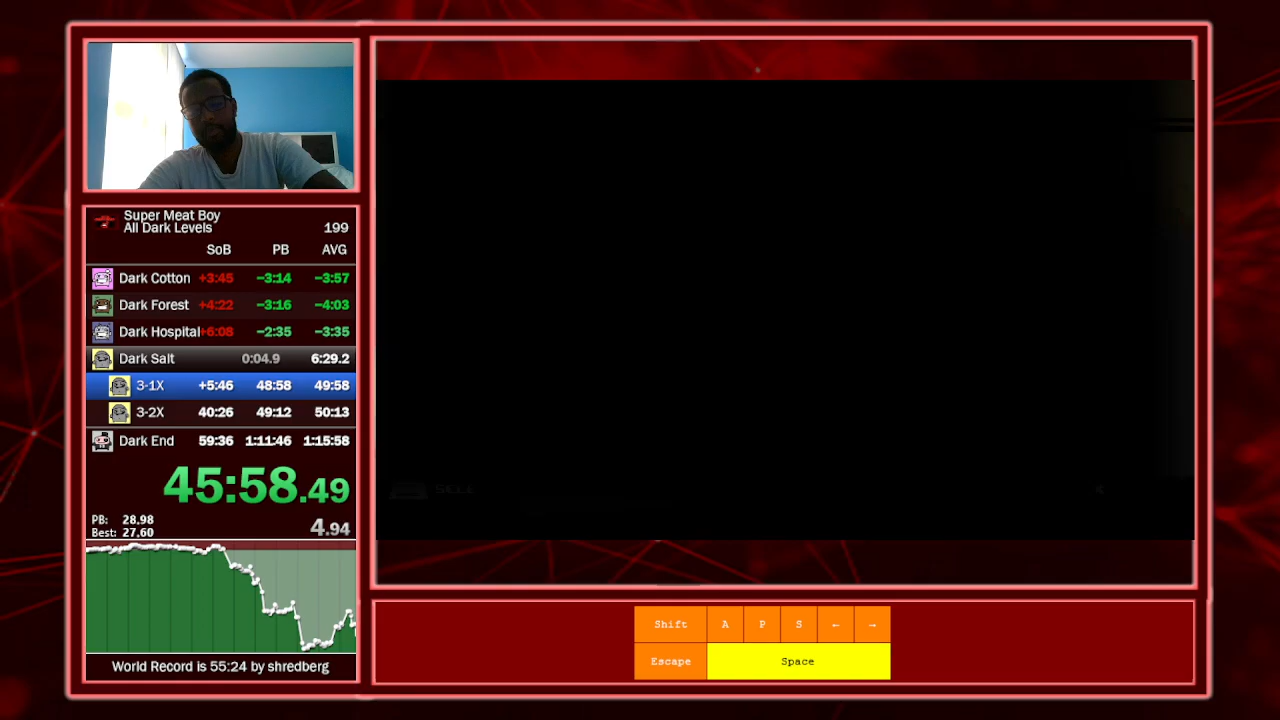 Super Meat Boy
All Dark Levels 199
SoB PB AVG
Dark Cotton +3:45 −3:14 −3:57
Dark Forest +4:22 −3:16 −4:03
Dark Hospital +6:08 −2:35 −3:35
Dark Salt 0:04.9 6:29.2
3-1X +5:46 48:58 49:58
3-2X 40:26 49:12 50:13
Dark End 59:36 1:11:46 1:15:58
45:58.49
PB: 28.98 4.94
Best: 27.60
World Record is 55:24 by shredberg
Shift A P S ← →
Escape Space